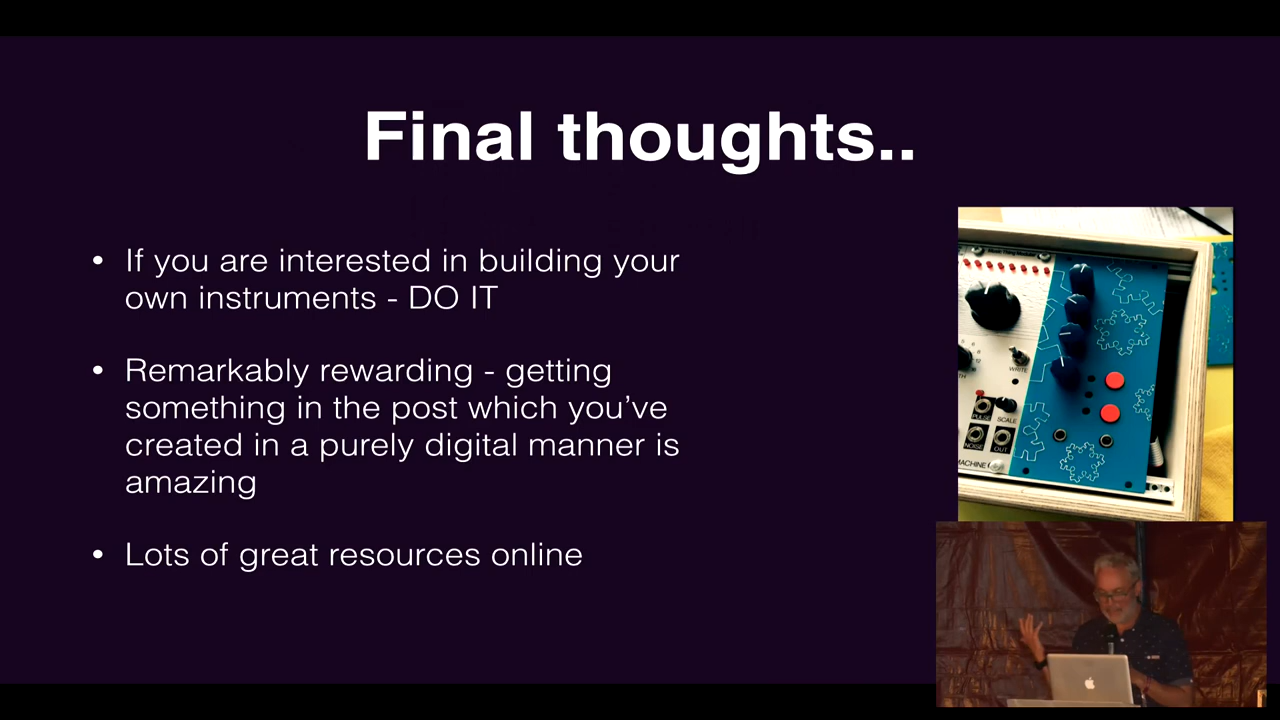 Final thoughts..
• If you are interested in building your
own instruments - DO IT
• Remarkably rewarding - getting
something in the post which you’ve
created in a purely digital manner is
amazing
• Lots of great resources online
WRITE
PULSE
SCALE
NOISE
OUT
MACHINE